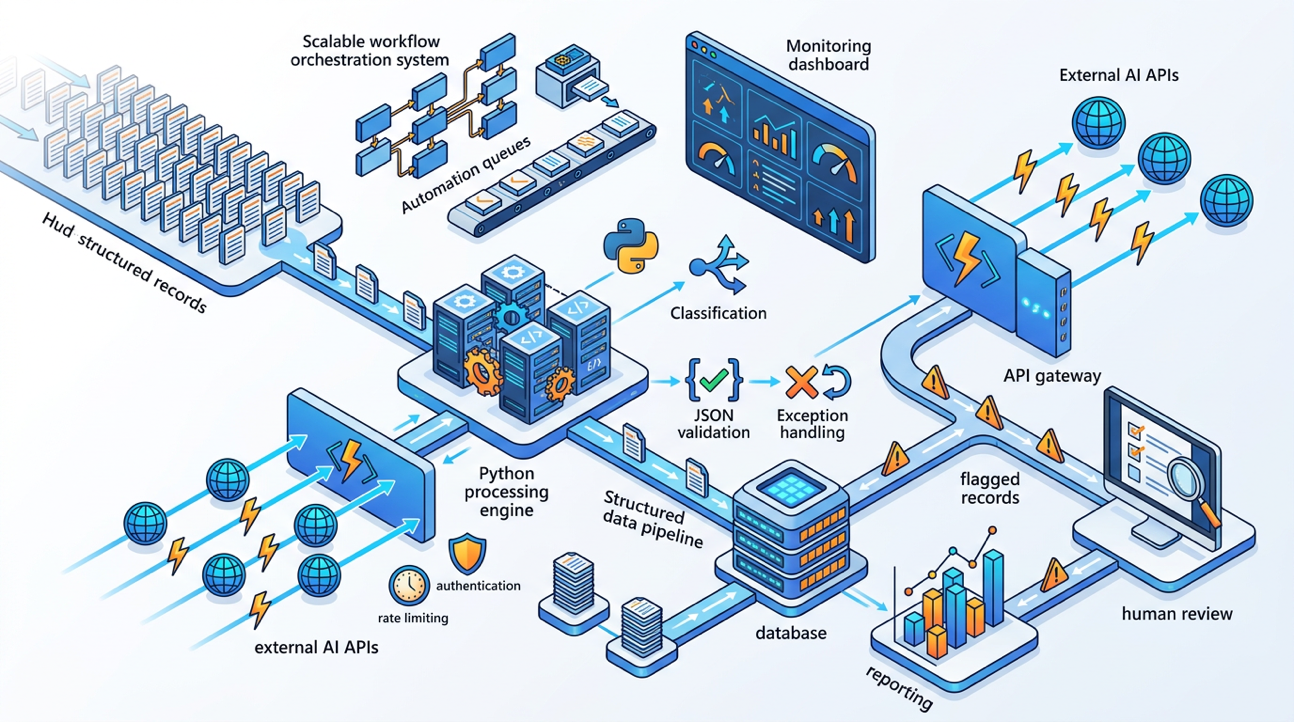 Scalable workflow
orchestration system
Monitoring
dashboard
External AI APIs
Automation queues
Hud structured records
Classification
API gateway
JSON
validation
Exception
handling
Python
processing
engine
Structured
data pipeline
flagged
records
authentication
rate limiting
external AI APIs
database
human review
reporting